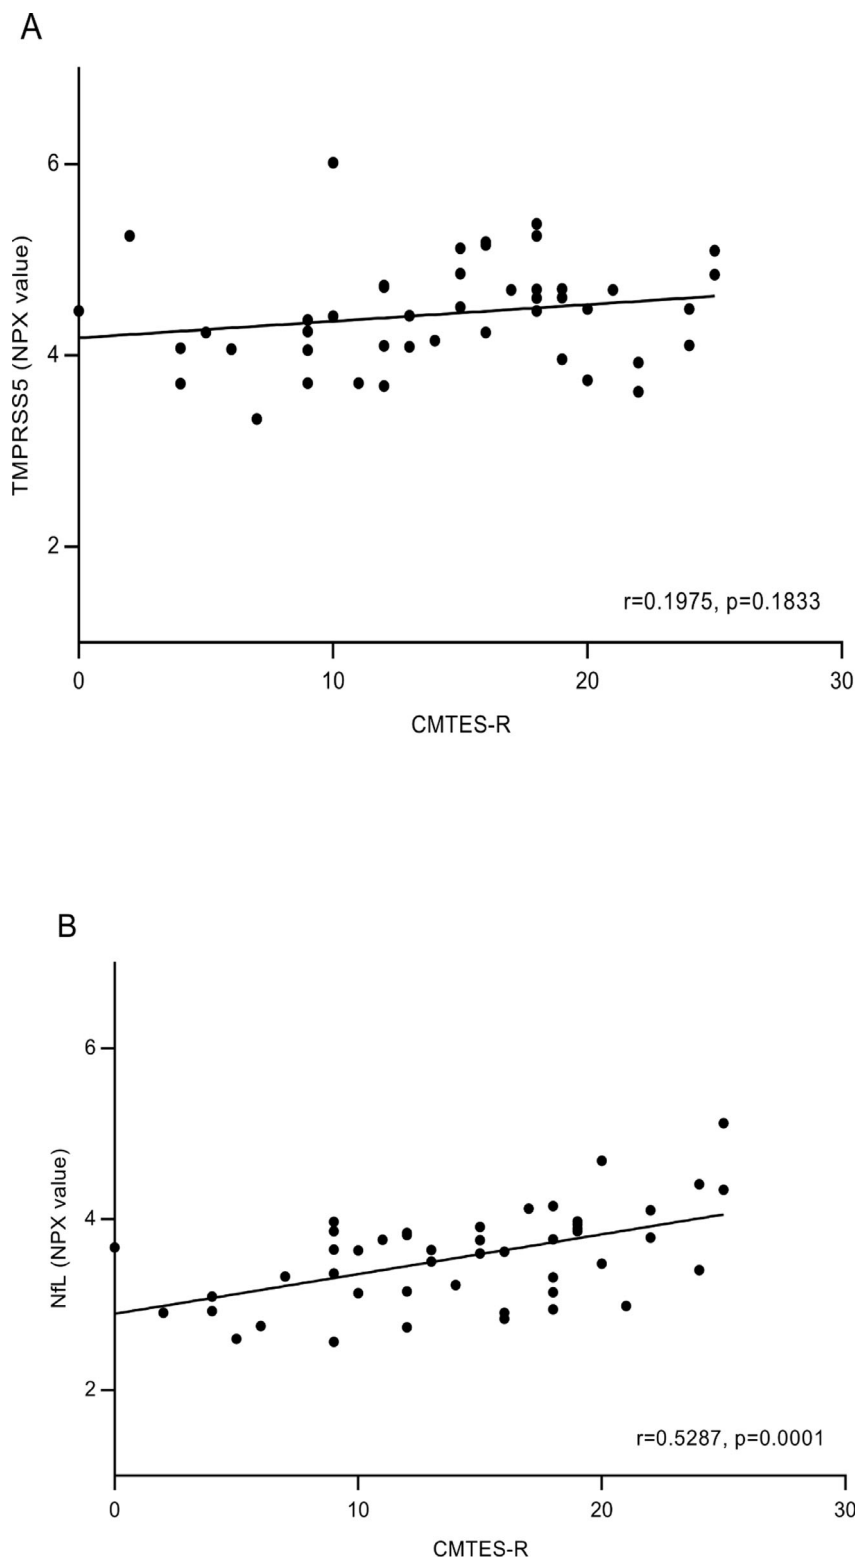 A
TMPRSS5 (NPX value)
6
4
2
r=0.1975, p=0.1833
0 10 20 30
CMTES-R
B
NfL (NPX value)
6
4
2
r=0.5287, p=0.0001
0 10 20 30
CMTES-R